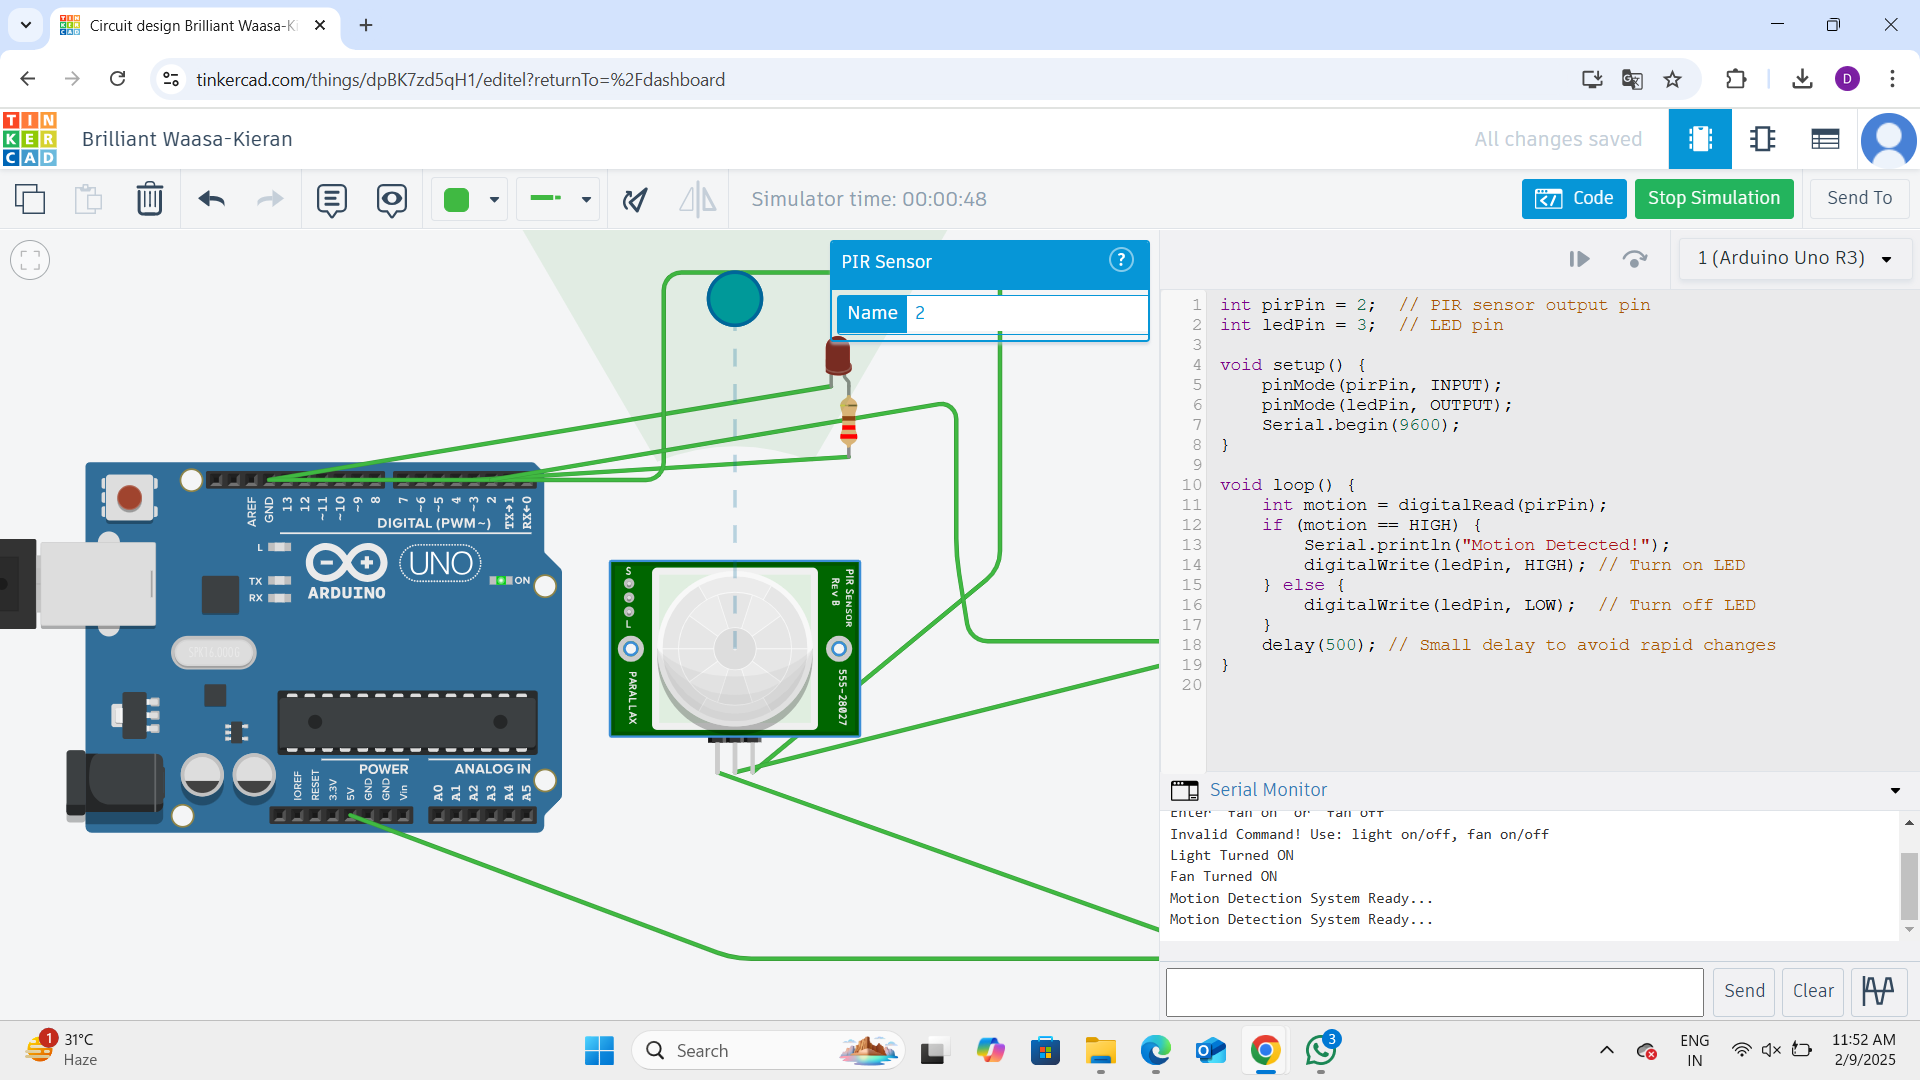 Circuit design Brilliant Waasa-Ki
tinkercad.com/things/dpBK7zd5qH1/editel?returnTo=%2Fdashboard
D
TIN
KER
CAD
Brilliant Waasa-Kieran
All changes saved
Simulator time: 00:00:48
Code
Stop Simulation
Send To
1 (Arduino Uno R3)
PIR Sensor
?
Name
2
1 int pirPin = 2;  // PIR sensor output pin
2 int ledPin = 3;  // LED pin
3
4 void setup() {
5 pinMode(pirPin, INPUT);
6 pinMode(ledPin, OUTPUT);
7 Serial.begin(9600);
8 }
9
10 void loop() {
11 int motion = digitalRead(pirPin);
12 if (motion == HIGH) {
13 Serial.println("Motion Detected!");
14 digitalWrite(ledPin, HIGH); // Turn on LED
15 } else {
16 digitalWrite(ledPin, LOW);  // Turn off LED
17 }
18 delay(500); // Small delay to avoid rapid changes
19 }
20
AREF
GND
13
12
~11
~10
~9
8
7
~6
~5
4
~3
2
TX→1
RX←0
DIGITAL (PWM~)
L
TX
RX
ARDUINO
UNO
ON
SPK16.000G
POWER
ANALOG IN
IOREF
RESET
3.3V
5V
GND
GND
Vin
A0
A1
A2
A3
A4
A5
S
L
PIR SENSOR
REV B
PARALLAX
555-28027
Serial Monitor
Enter "fan on" or "fan off"
Invalid Command! Use: light on/off, fan on/off
Light Turned ON
Fan Turned ON
Motion Detection System Ready...
Motion Detection System Ready...
Send
Clear
1
31°C
Haze
Search
3
ENG
IN
11:52 AM
2/9/2025